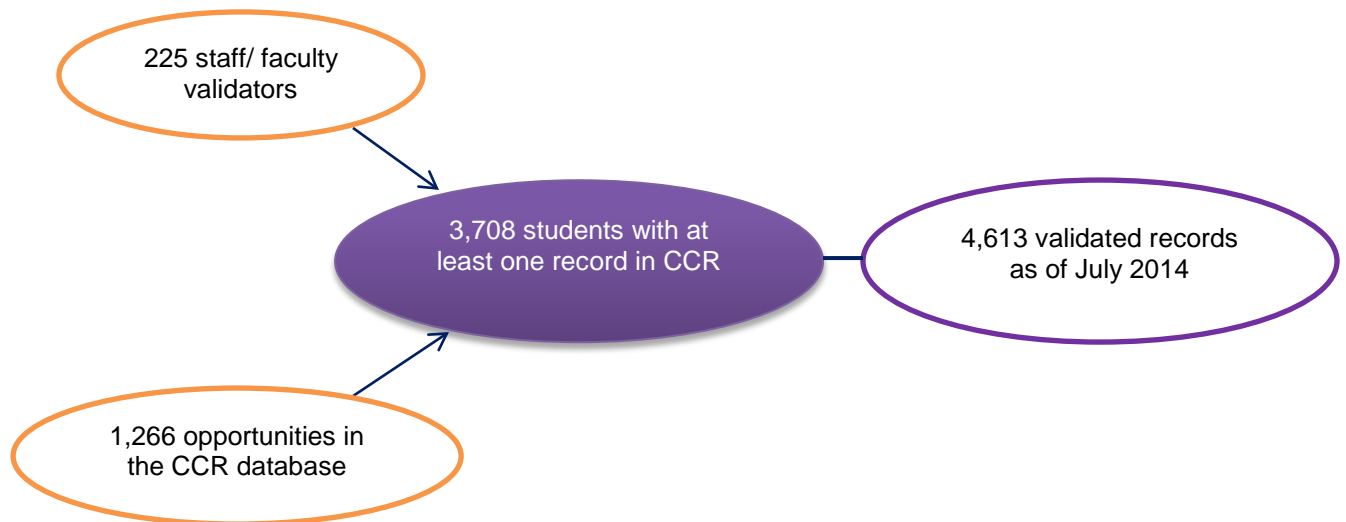 225 staff/ faculty
validators
3,708 students with at
least one record in CCR
4,613 validated records
as of July 2014
1,266 opportunities in
the CCR database